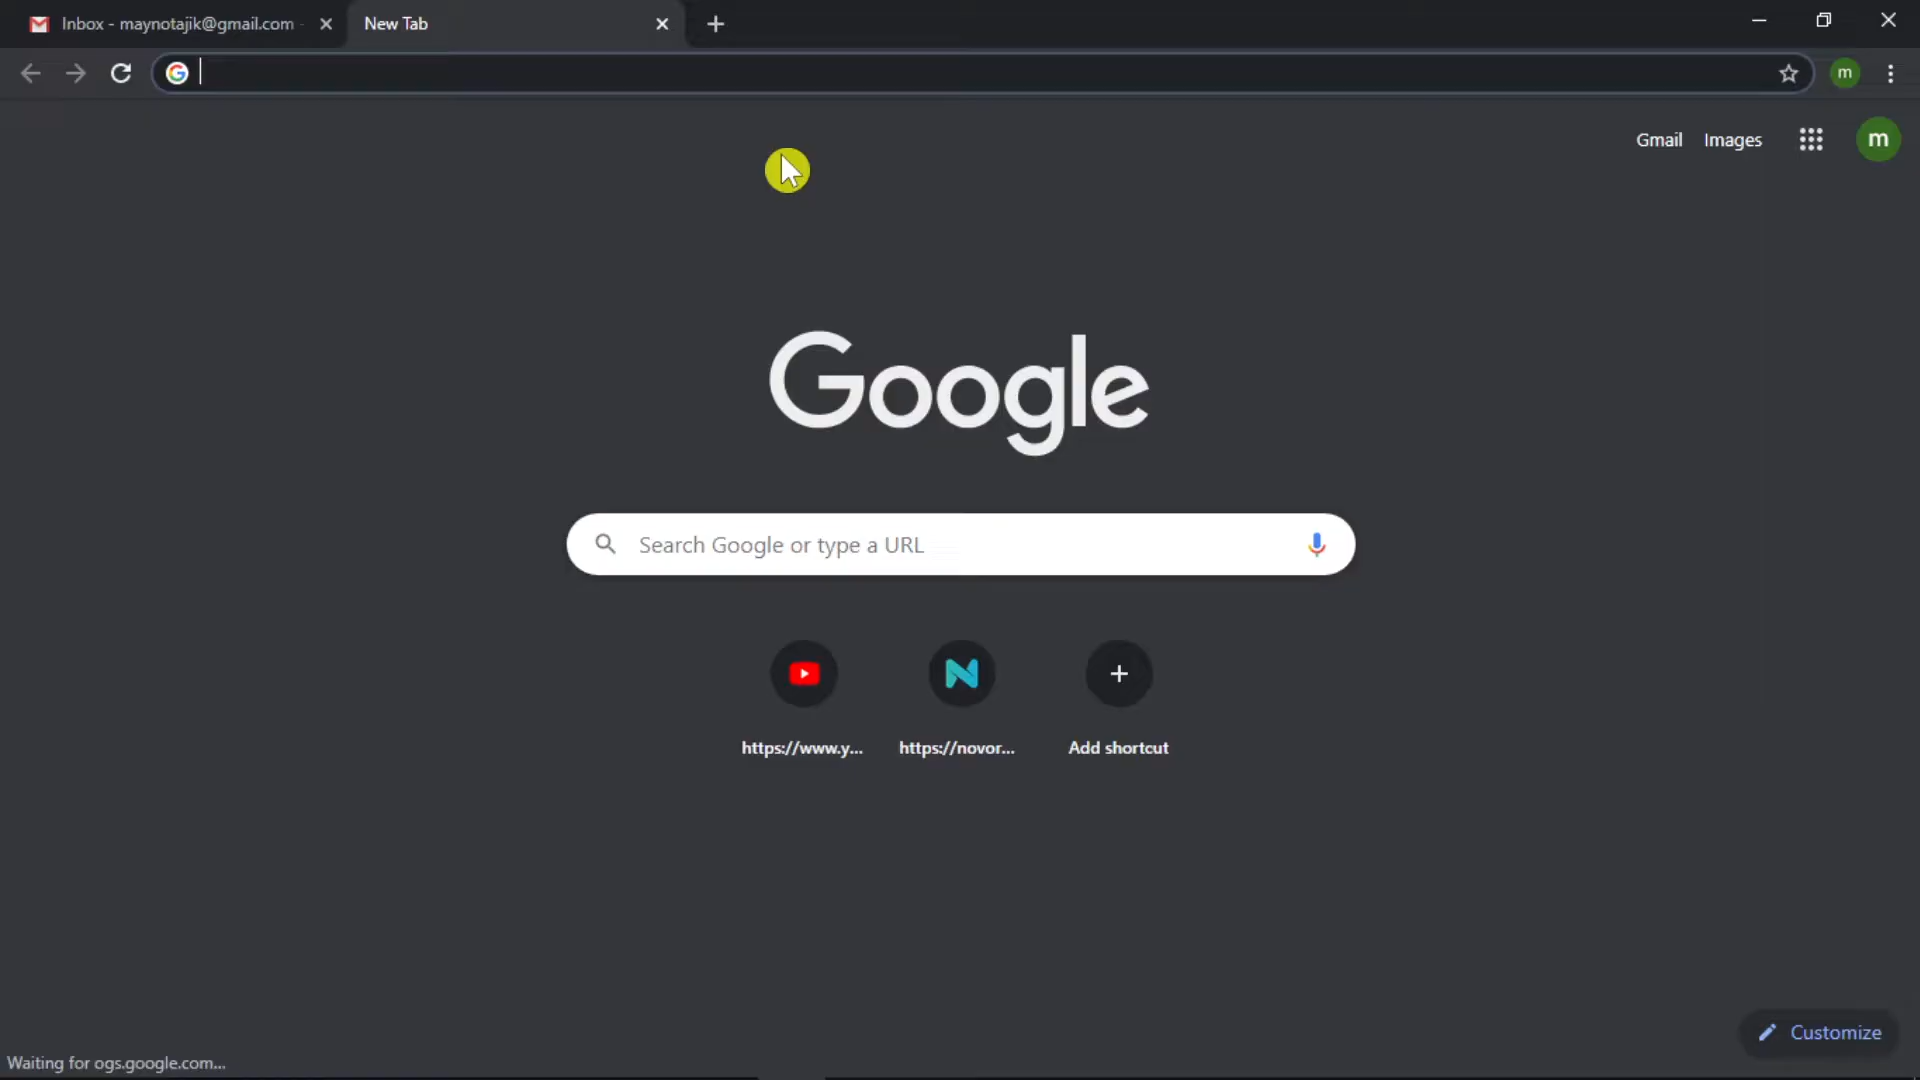 Inbox - maynotajik@gmail.com -
New Tab
Gmail Images
m
m
Google
Search Google or type a URL
https://www.y...
https://novor...
Add shortcut
Customize
Waiting for ogs.google.com...